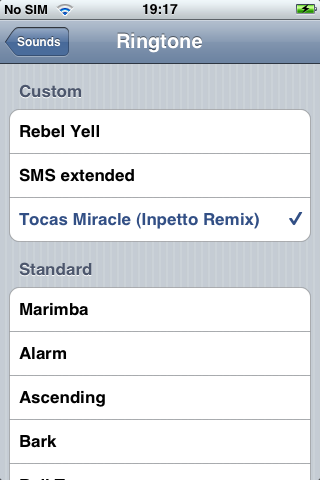 No SIM 19:17
Sounds Ringtone
Custom
Rebel Yell
SMS extended
Tocas Miracle (Inpetto Remix)
Standard
Marimba
Alarm
Ascending
Bark